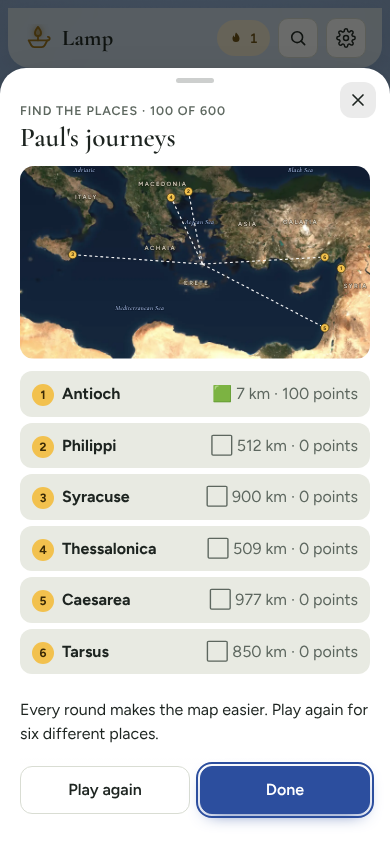 Lamp
1
FIND THE PLACES · 100 OF 600
Paul's journeys
Adriatic
Black Sea
MACEDONIA
ITALY
Aegean Sea
ASIA
GALATIA
ACHAIA
CRETE
SYRIA
Mediterranean Sea
1 Antioch 7 km · 100 points
2 Philippi 512 km · 0 points
3 Syracuse 900 km · 0 points
4 Thessalonica 509 km · 0 points
5 Caesarea 977 km · 0 points
6 Tarsus 850 km · 0 points
Every round makes the map easier. Play again for
six different places.
Play again
Done